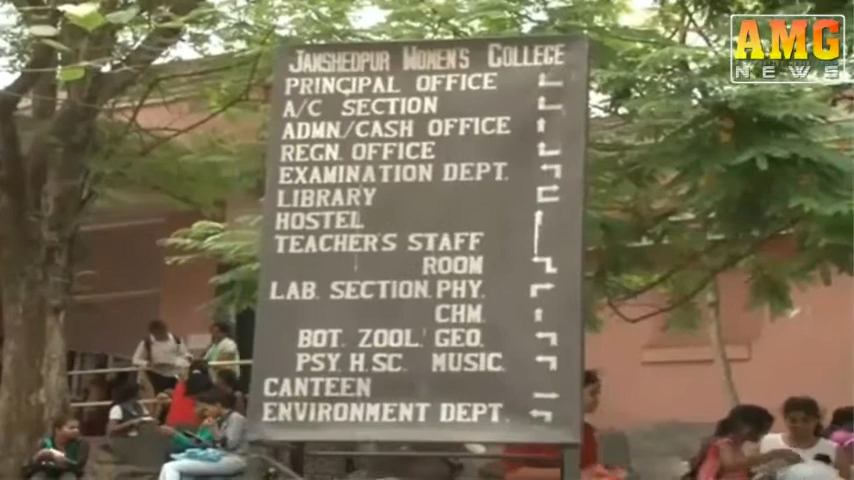 AMG
NEWS
JAMSHEDPUR WOMEN'S COLLEGE
PRINCIPAL OFFICE
A/C SECTION
ADMN/CASH OFFICE
REGN. OFFICE
EXAMINATION DEPT.
LIBRARY
HOSTEL
TEACHER'S STAFF
ROOM
LAB. SECTION. PHY.
CHM.
BOT. ZOOL. GEO.
PSY. H.SC. MUSIC.
CANTEEN
ENVIRONMENT DEPT.